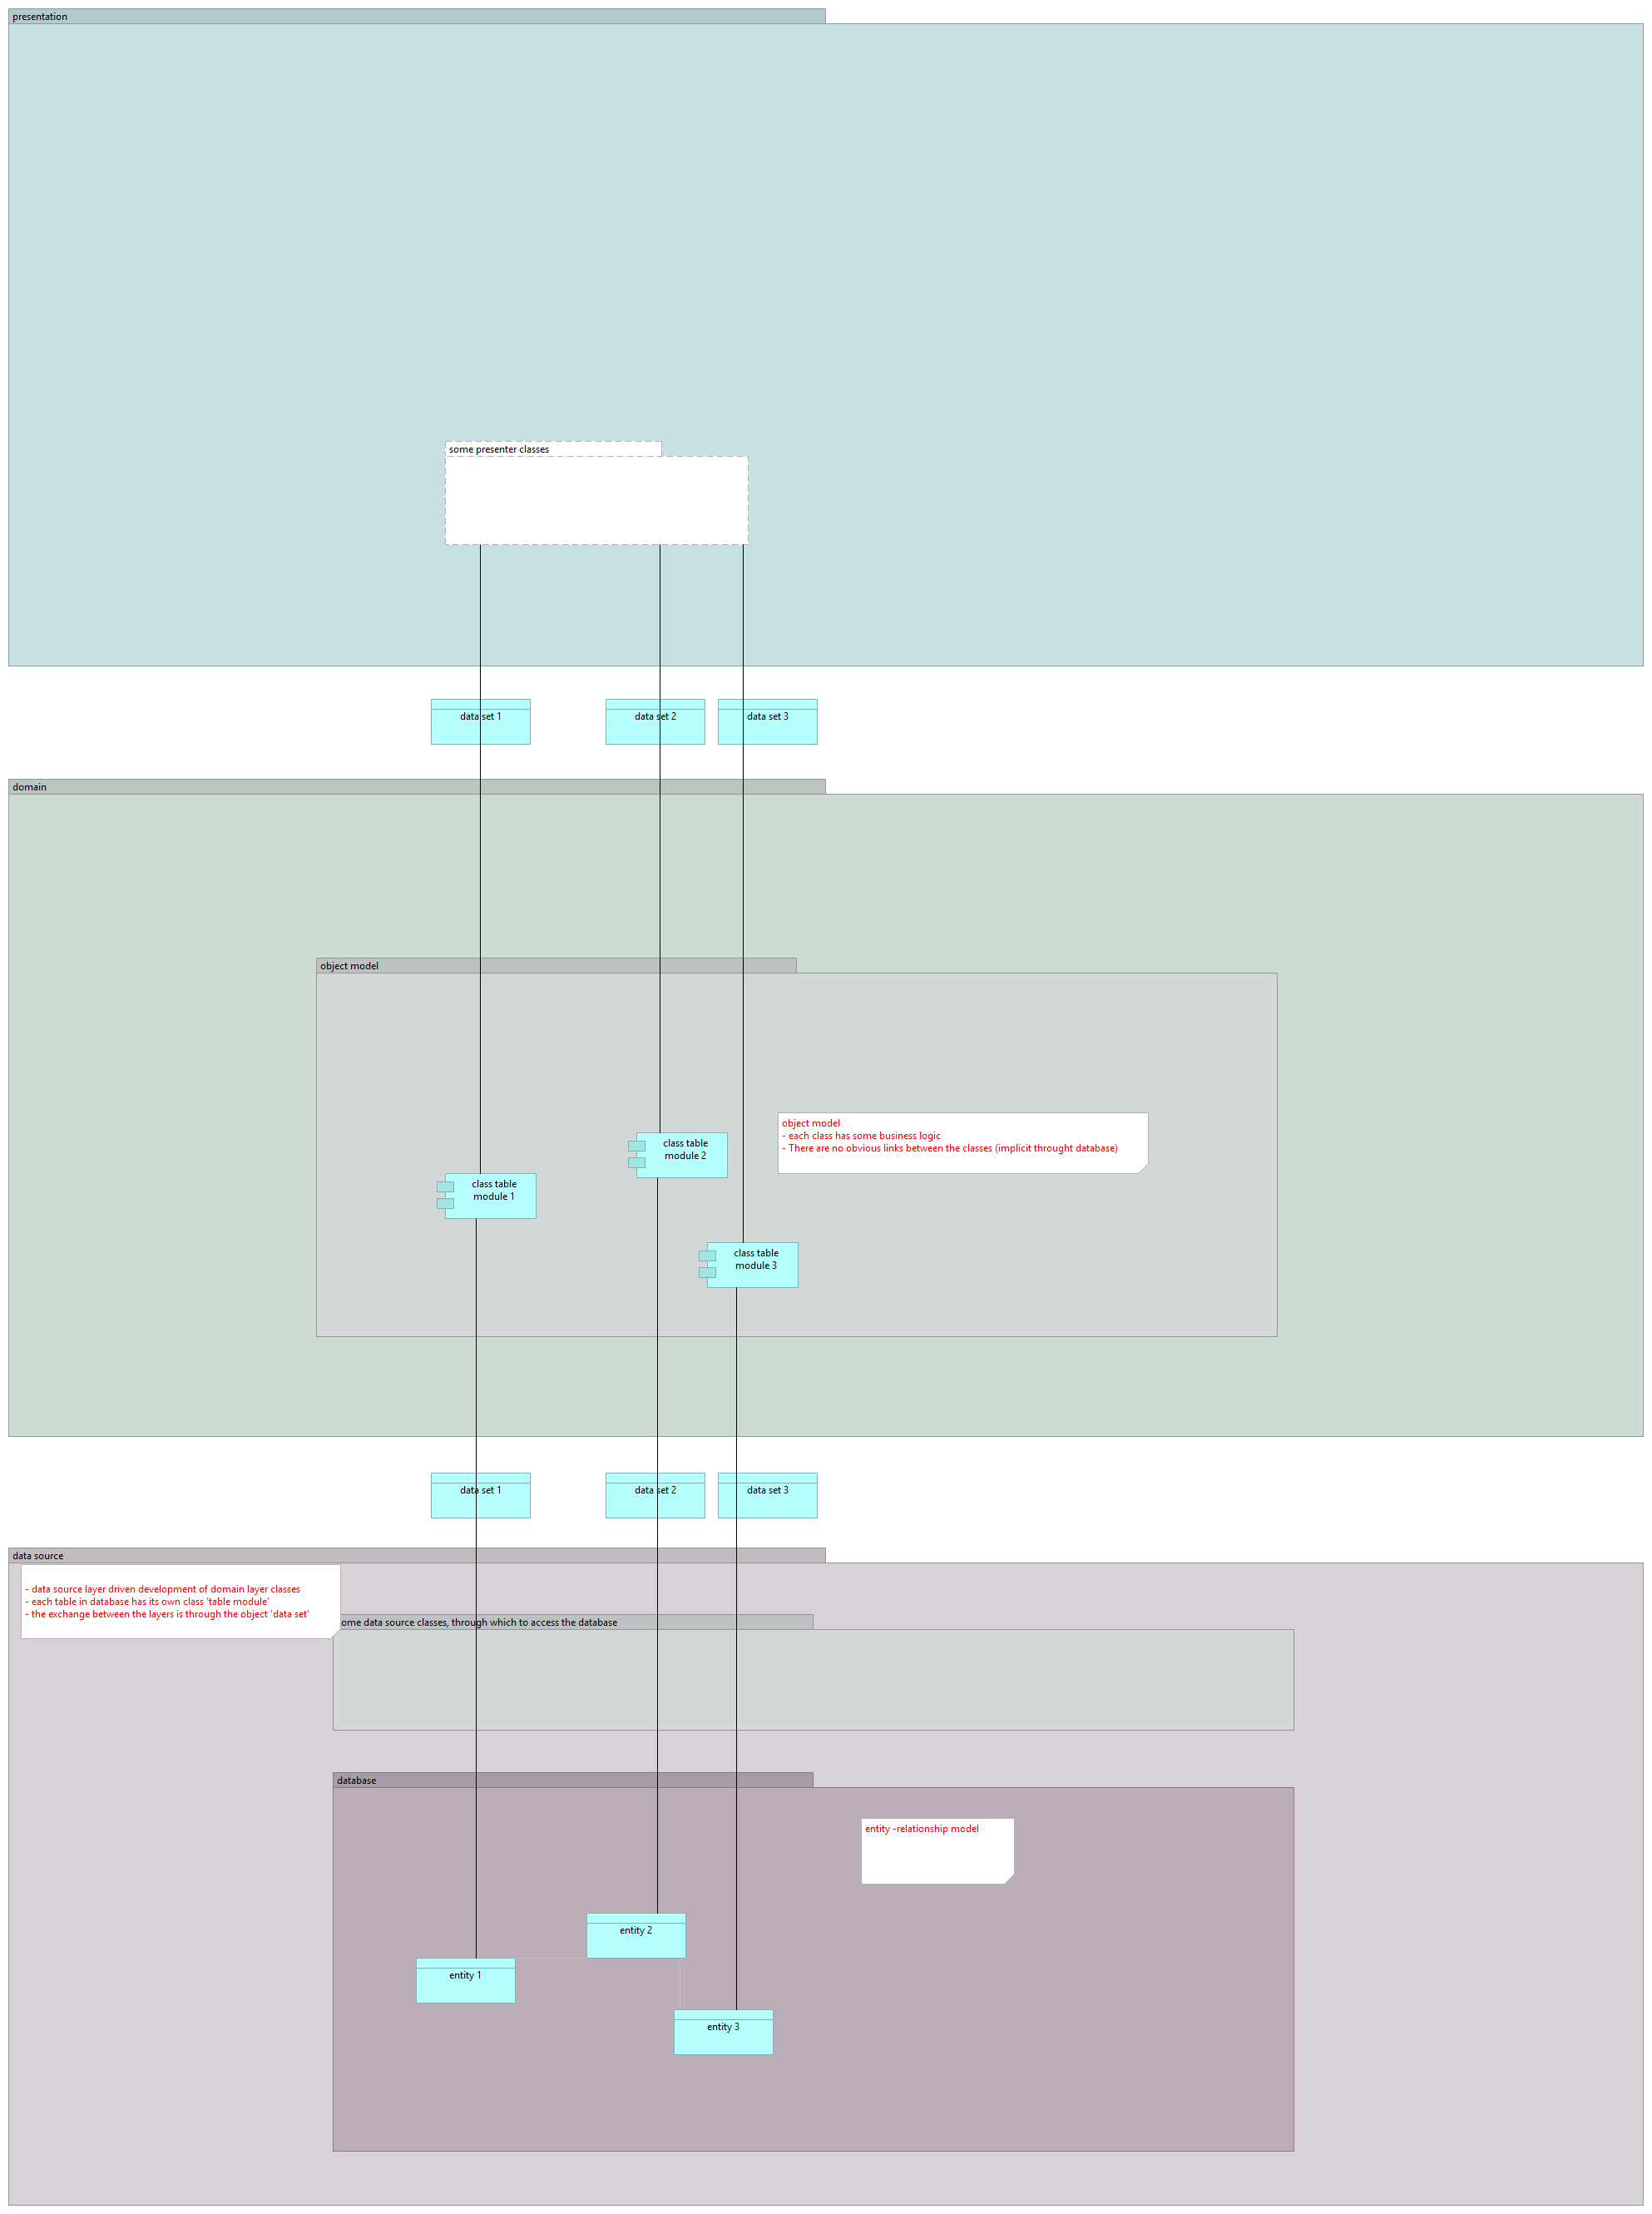 presentation
some presenter classes
data set 1
data set 2
data set 3
domain
object model
object model
- each class has some business logic
- There are no obvious links between the classes (implicit throught database)
class table
module 2
class table
module 1
class table
module 3
data set 1
data set 2
data set 3
data source
- data source layer driven development of domain layer classes
- each table in database has its own class 'table module'
- the exchange between the layers is through the object 'data set'
ome data source classes, through which to access the database
database
entity -relationship model
entity 2
entity 1
entity 3